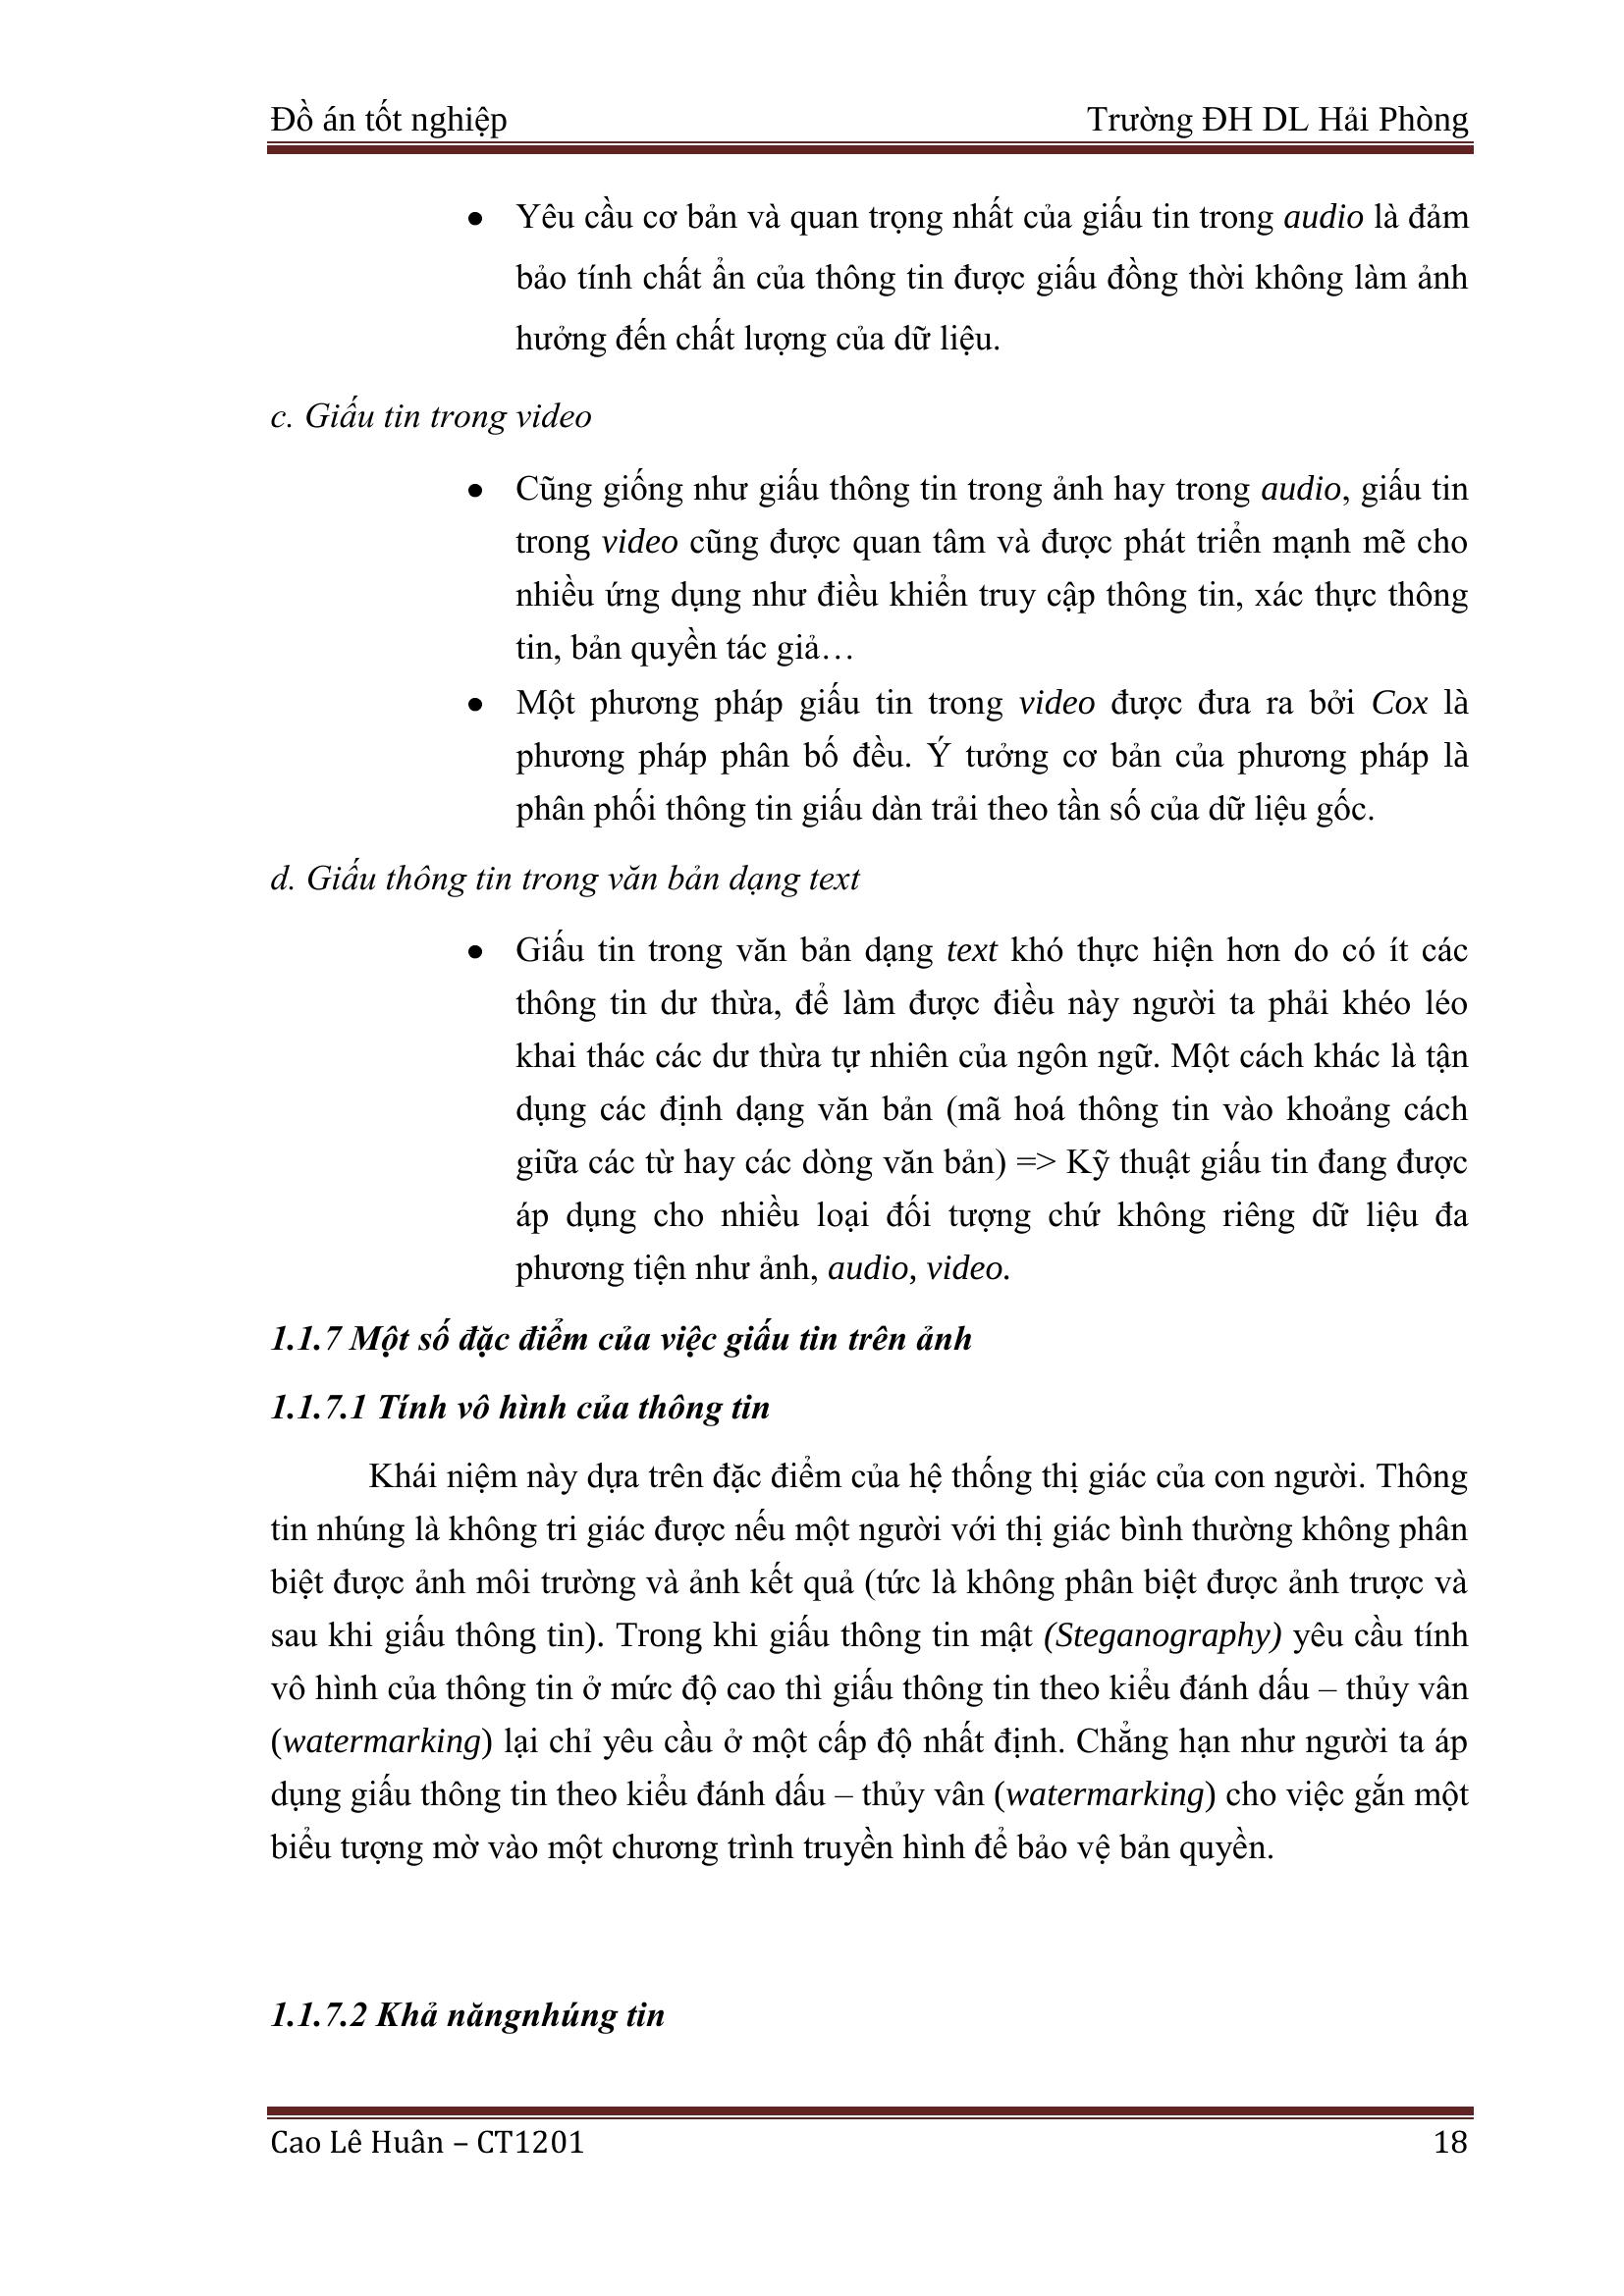 Đồ án tốt nghiệp Trường ĐH DL Hải Phòng
● Yêu cầu cơ bản và quan trọng nhất của giấu tin trong audio là đảm
bảo tính chất ẩn của thông tin được giấu đồng thời không làm ảnh
hưởng đến chất lượng của dữ liệu.
c. Giấu tin trong video
● Cũng giống như giấu thông tin trong ảnh hay trong audio, giấu tin
trong video cũng được quan tâm và được phát triển mạnh mẽ cho
nhiều ứng dụng như điều khiển truy cập thông tin, xác thực thông
tin, bản quyền tác giả…
● Một phương pháp giấu tin trong video được đưa ra bởi Cox là
phương pháp phân bố đều. Ý tưởng cơ bản của phương pháp là
phân phối thông tin giấu dàn trải theo tần số của dữ liệu gốc.
d. Giấu thông tin trong văn bản dạng text
● Giấu tin trong văn bản dạng text khó thực hiện hơn do có ít các
thông tin dư thừa, để làm được điều này người ta phải khéo léo
khai thác các dư thừa tự nhiên của ngôn ngữ. Một cách khác là tận
dụng các định dạng văn bản (mã hoá thông tin vào khoảng cách
giữa các từ hay các dòng văn bản) => Kỹ thuật giấu tin đang được
áp dụng cho nhiều loại đối tượng chứ không riêng dữ liệu đa
phương tiện như ảnh, audio, video.
1.1.7 Một số đặc điểm của việc giấu tin trên ảnh
1.1.7.1 Tính vô hình của thông tin
Khái niệm này dựa trên đặc điểm của hệ thống thị giác của con người. Thông
tin nhúng là không tri giác được nếu một người với thị giác bình thường không phân
biệt được ảnh môi trường và ảnh kết quả (tức là không phân biệt được ảnh trược và
sau khi giấu thông tin). Trong khi giấu thông tin mật (Steganography) yêu cầu tính
vô hình của thông tin ở mức độ cao thì giấu thông tin theo kiểu đánh dấu – thủy vân
(watermarking) lại chỉ yêu cầu ở một cấp độ nhất định. Chẳng hạn như người ta áp
dụng giấu thông tin theo kiểu đánh dấu – thủy vân (watermarking) cho việc gắn một
biểu tượng mờ vào một chương trình truyền hình để bảo vệ bản quyền.
1.1.7.2 Khả năngnhúng tin
Cao Lê Huân – CT1201 18